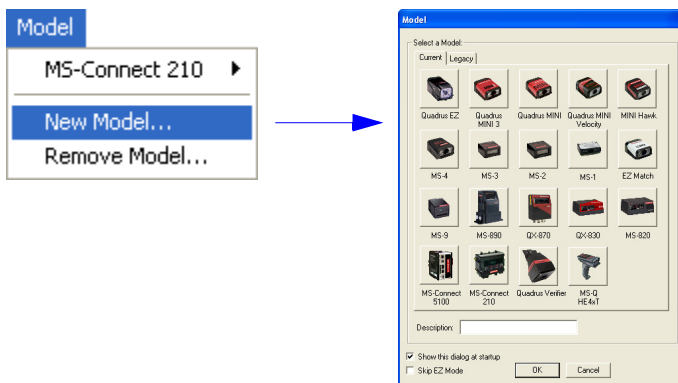 Model
MS-Connect 210
New Model...
Remove Model...
Model
Select a Model:
Current Legacy
Quadrus EZ Quadrus MINI 3 Quadrus MINI Quadrus MINI Velocity MINI Hawk
MS-4 MS-3 MS-2 MS-1 EZ Match
MS-9 MS-890 QX-870 QX-830 MS-820
MS-Connect 5100 MS-Connect 210 Quadrus Verifier MS-Q HE4xT
Description:
Show this dialog at startup
Skip EZ Mode OK Cancel